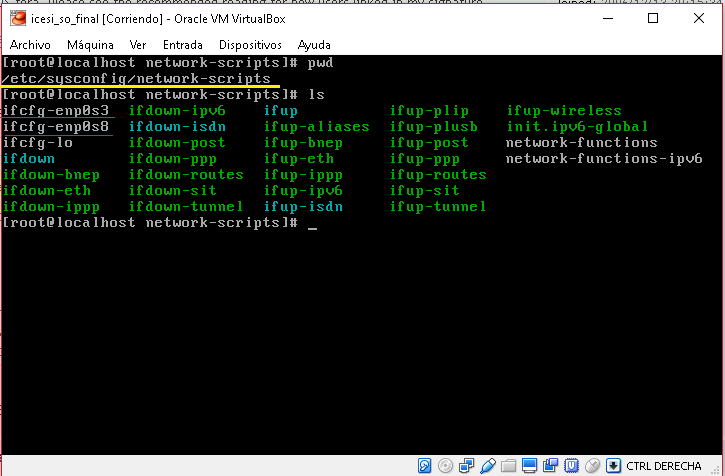 icesi_so_final [Corriendo] - Oracle VM VirtualBox
Archivo Máquina Ver Entrada Dispositivos Ayuda
[root@localhost network-scripts]# pwd
/etc/sysconfig/network-scripts
[root@localhost network-scripts]# ls
ifcfg-enp0s3 ifdown-ipv6 ifup ifup-plip ifup-wireless
ifcfg-enp0s8 ifdown-isdn ifup-aliases ifup-plusb init.ipv6-global
ifcfg-lo ifdown-post ifup-bnep ifup-post network-functions
ifdown ifdown-ppp ifup-eth ifup-ppp network-functions-ipv6
ifdown-bnep ifdown-routes ifup-ippp ifup-routes
ifdown-eth ifdown-sit ifup-ipv6 ifup-sit
ifdown-ippp ifdown-tunnel ifup-isdn ifup-tunnel
[root@localhost network-scripts]# _
CTRL DERECHA